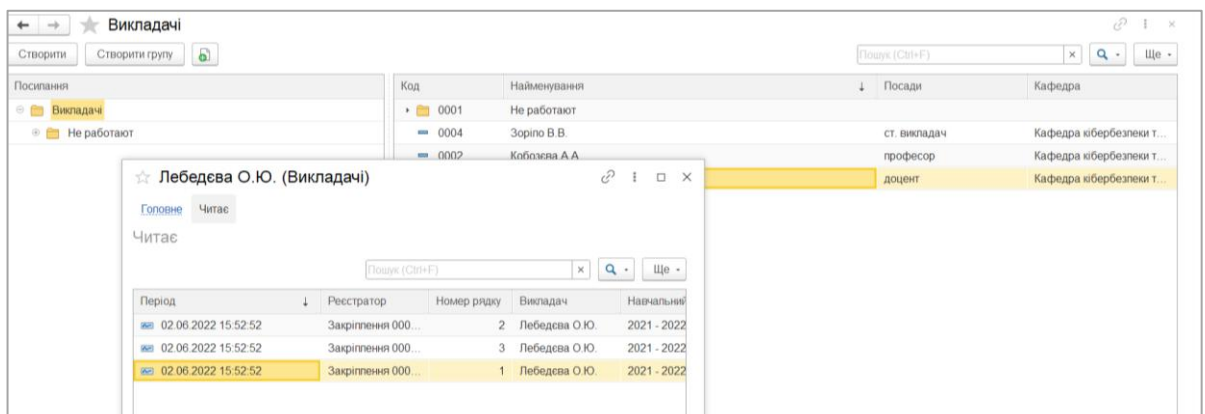 Викладачі
Створити Створити групу Пошук (Ctrl+F) × Ще
Посилання Код Найменування ↓ Посади Кафедра
Викладачі 0001 Не работают
Не работают 0004 Зоріло В.В. ст. викладач Кафедра кібербезпеки т...
0002 Кобозєва А.А. професор Кафедра кібербезпеки т...
доцент Кафедра кібербезпеки т...
Лебедєва О.Ю. (Викладачі)
Головне Читає
Читає
Пошук (Ctrl+F) × Ще
Період ↓ Реєстратор Номер рядку Викладач Навчальний
02.06.2022 15:52:52 Закріплення 000... 2 Лебедєва О.Ю. 2021 - 2022
02.06.2022 15:52:52 Закріплення 000... 3 Лебедєва О.Ю. 2021 - 2022
02.06.2022 15:52:52 Закріплення 000... 1 Лебедєва О.Ю. 2021 - 2022